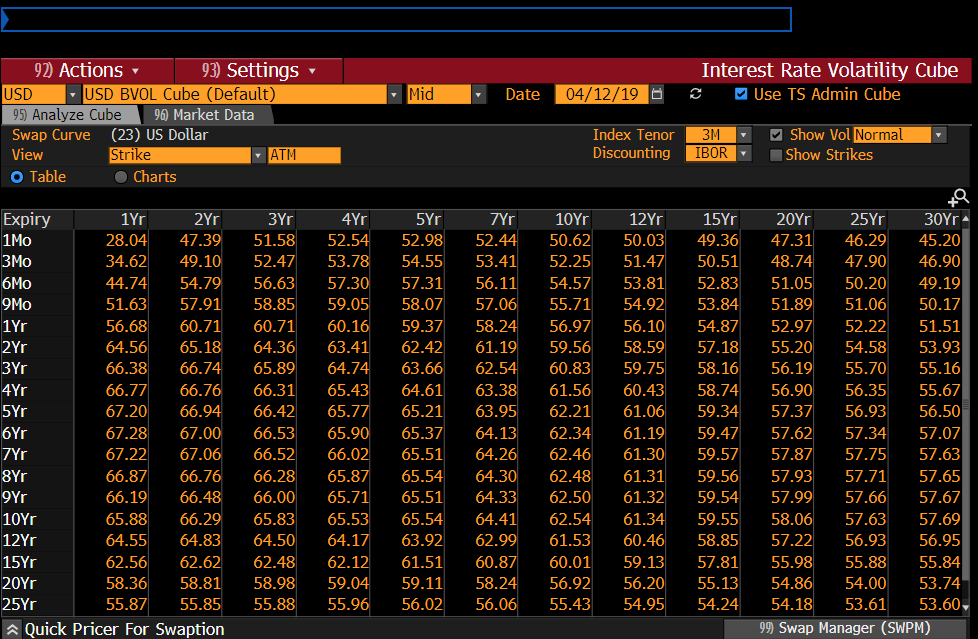 92) Actions 93) Settings Interest Rate Volatility Cube
USD USD BVOL Cube (Default) Mid Date 04/12/19 Use TS Admin Cube
95) Analyze Cube 96) Market Data
Swap Curve (23) US Dollar Index Tenor 3M Show Vol Normal
View Strike ATM Discounting IBOR Show Strikes
Table Charts
Expiry 1Yr 2Yr 3Yr 4Yr 5Yr 7Yr 10Yr 12Yr 15Yr 20Yr 25Yr 30Yr
1Mo 28.04 47.39 51.58 52.54 52.98 52.44 50.62 50.03 49.36 47.31 46.29 45.20
3Mo 34.62 49.10 52.47 53.78 54.55 53.41 52.25 51.47 50.51 48.74 47.90 46.90
6Mo 44.74 54.79 56.63 57.30 57.31 56.11 54.57 53.81 52.83 51.05 50.20 49.19
9Mo 51.63 57.91 58.85 59.05 58.07 57.06 55.71 54.92 53.84 51.89 51.06 50.17
1Yr 56.68 60.71 60.71 60.16 59.37 58.24 56.97 56.10 54.87 52.97 52.22 51.51
2Yr 64.56 65.18 64.36 63.41 62.42 61.19 59.56 58.59 57.18 55.20 54.58 53.93
3Yr 66.38 66.74 65.89 64.74 63.66 62.54 60.83 59.75 58.16 56.19 55.70 55.16
4Yr 66.77 66.76 66.31 65.43 64.61 63.38 61.56 60.43 58.74 56.90 56.35 55.67
5Yr 67.20 66.94 66.42 65.77 65.21 63.95 62.21 61.06 59.34 57.37 56.93 56.50
6Yr 67.28 67.00 66.53 65.90 65.37 64.13 62.34 61.19 59.47 57.62 57.34 57.07
7Yr 67.22 67.06 66.52 66.02 65.51 64.26 62.46 61.30 59.57 57.87 57.75 57.63
8Yr 66.87 66.76 66.28 65.87 65.54 64.30 62.48 61.31 59.56 57.93 57.71 57.65
9Yr 66.19 66.48 66.00 65.71 65.51 64.33 62.50 61.32 59.54 57.99 57.66 57.67
10Yr 65.88 66.29 65.83 65.53 65.54 64.41 62.54 61.34 59.55 58.06 57.63 57.69
12Yr 64.55 64.83 64.50 64.17 63.92 62.99 61.53 60.46 58.85 57.22 56.93 56.95
15Yr 62.56 62.62 62.48 62.12 61.51 60.87 60.01 59.13 57.81 55.98 55.88 55.84
20Yr 58.36 58.81 58.98 59.04 59.11 58.24 56.92 56.20 55.13 54.86 54.00 53.74
25Yr 55.87 55.85 55.88 55.96 56.02 56.06 55.43 54.95 54.24 54.18 53.61 53.60
Quick Pricer For Swaption 99) Swap Manager (SWPM)